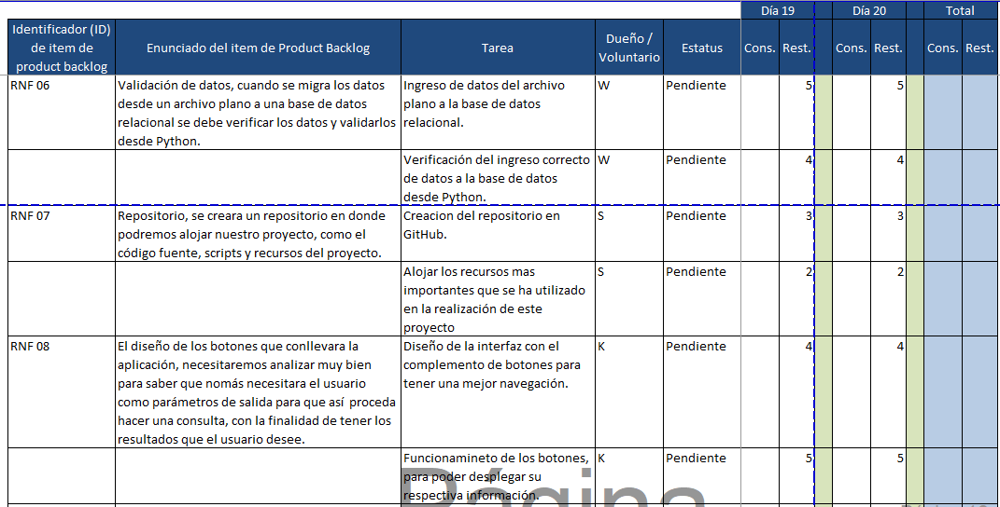 Día 19 Día 20 Total
Identificador (ID)
de item de
product backlog
Enunciado del item de Product Backlog
Tarea
Dueño /
Voluntario
Estatus
Cons. Rest. Cons. Rest. Cons. Rest.
RNF 06
Validación de datos, cuando se migra los datos
desde un archivo plano a una base de datos
relacional se debe verificar los datos y validarlos
desde Python.
Ingreso de datos del archivo
plano a la base de datos
relacional.
W
Pendiente
5
5
Verificación del ingreso correcto
de datos a la base de datos
desde Python.
W
Pendiente
4
4
RNF 07
Repositorio, se creara un repositorio en donde
podremos alojar nuestro proyecto, como el
código fuente, scripts y recursos del proyecto.
Creacion del repositorio en
GitHub.
S
Pendiente
3
3
Alojar los recursos mas
importantes que se ha utilizado
en la realización de este
proyecto
S
Pendiente
2
2
RNF 08
El diseño de los botones que conllevara la
aplicación, necesitaremos analizar muy bien
para saber que nomás necesitara el usuario
como parámetros de salida para que así  proceda
hacer una consulta, con la finalidad de tener los
resultados que el usuario desee.
Diseño de la interfaz con el
complemento de botones para
tener una mejor navegación.
K
Pendiente
4
4
Funcionamineto de los botones,
para poder desplegar su
respectiva información.
K
Pendiente
5
5
Página